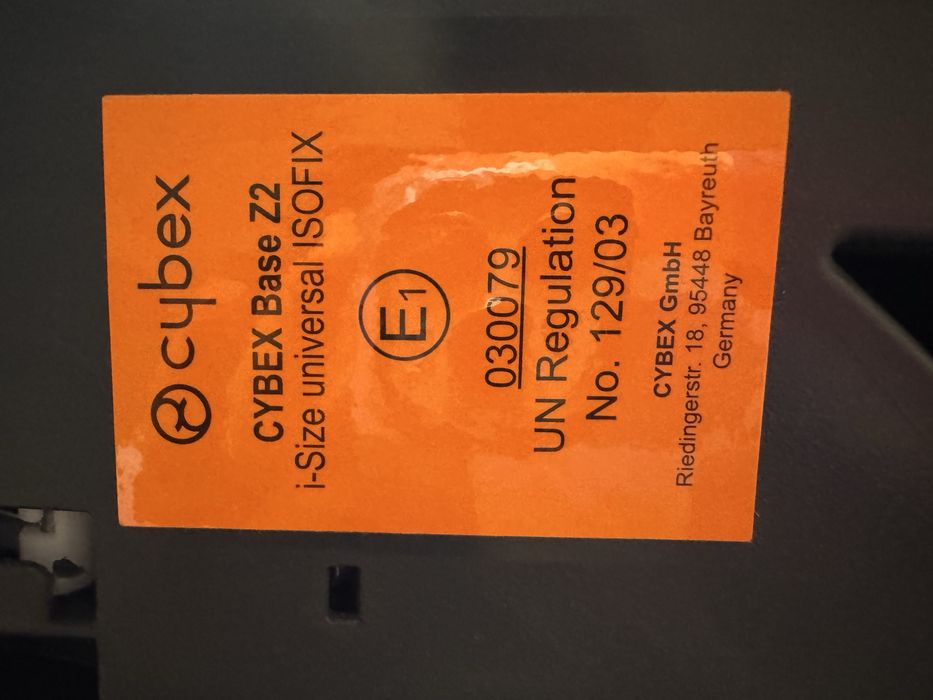 cybex
CYBEX Base Z2
i-Size universal ISOFIX
E1
030079
UN Regulation
No. 129/03
CYBEX GmbH
Riedingerstr. 18, 95448 Bayreuth
Germany